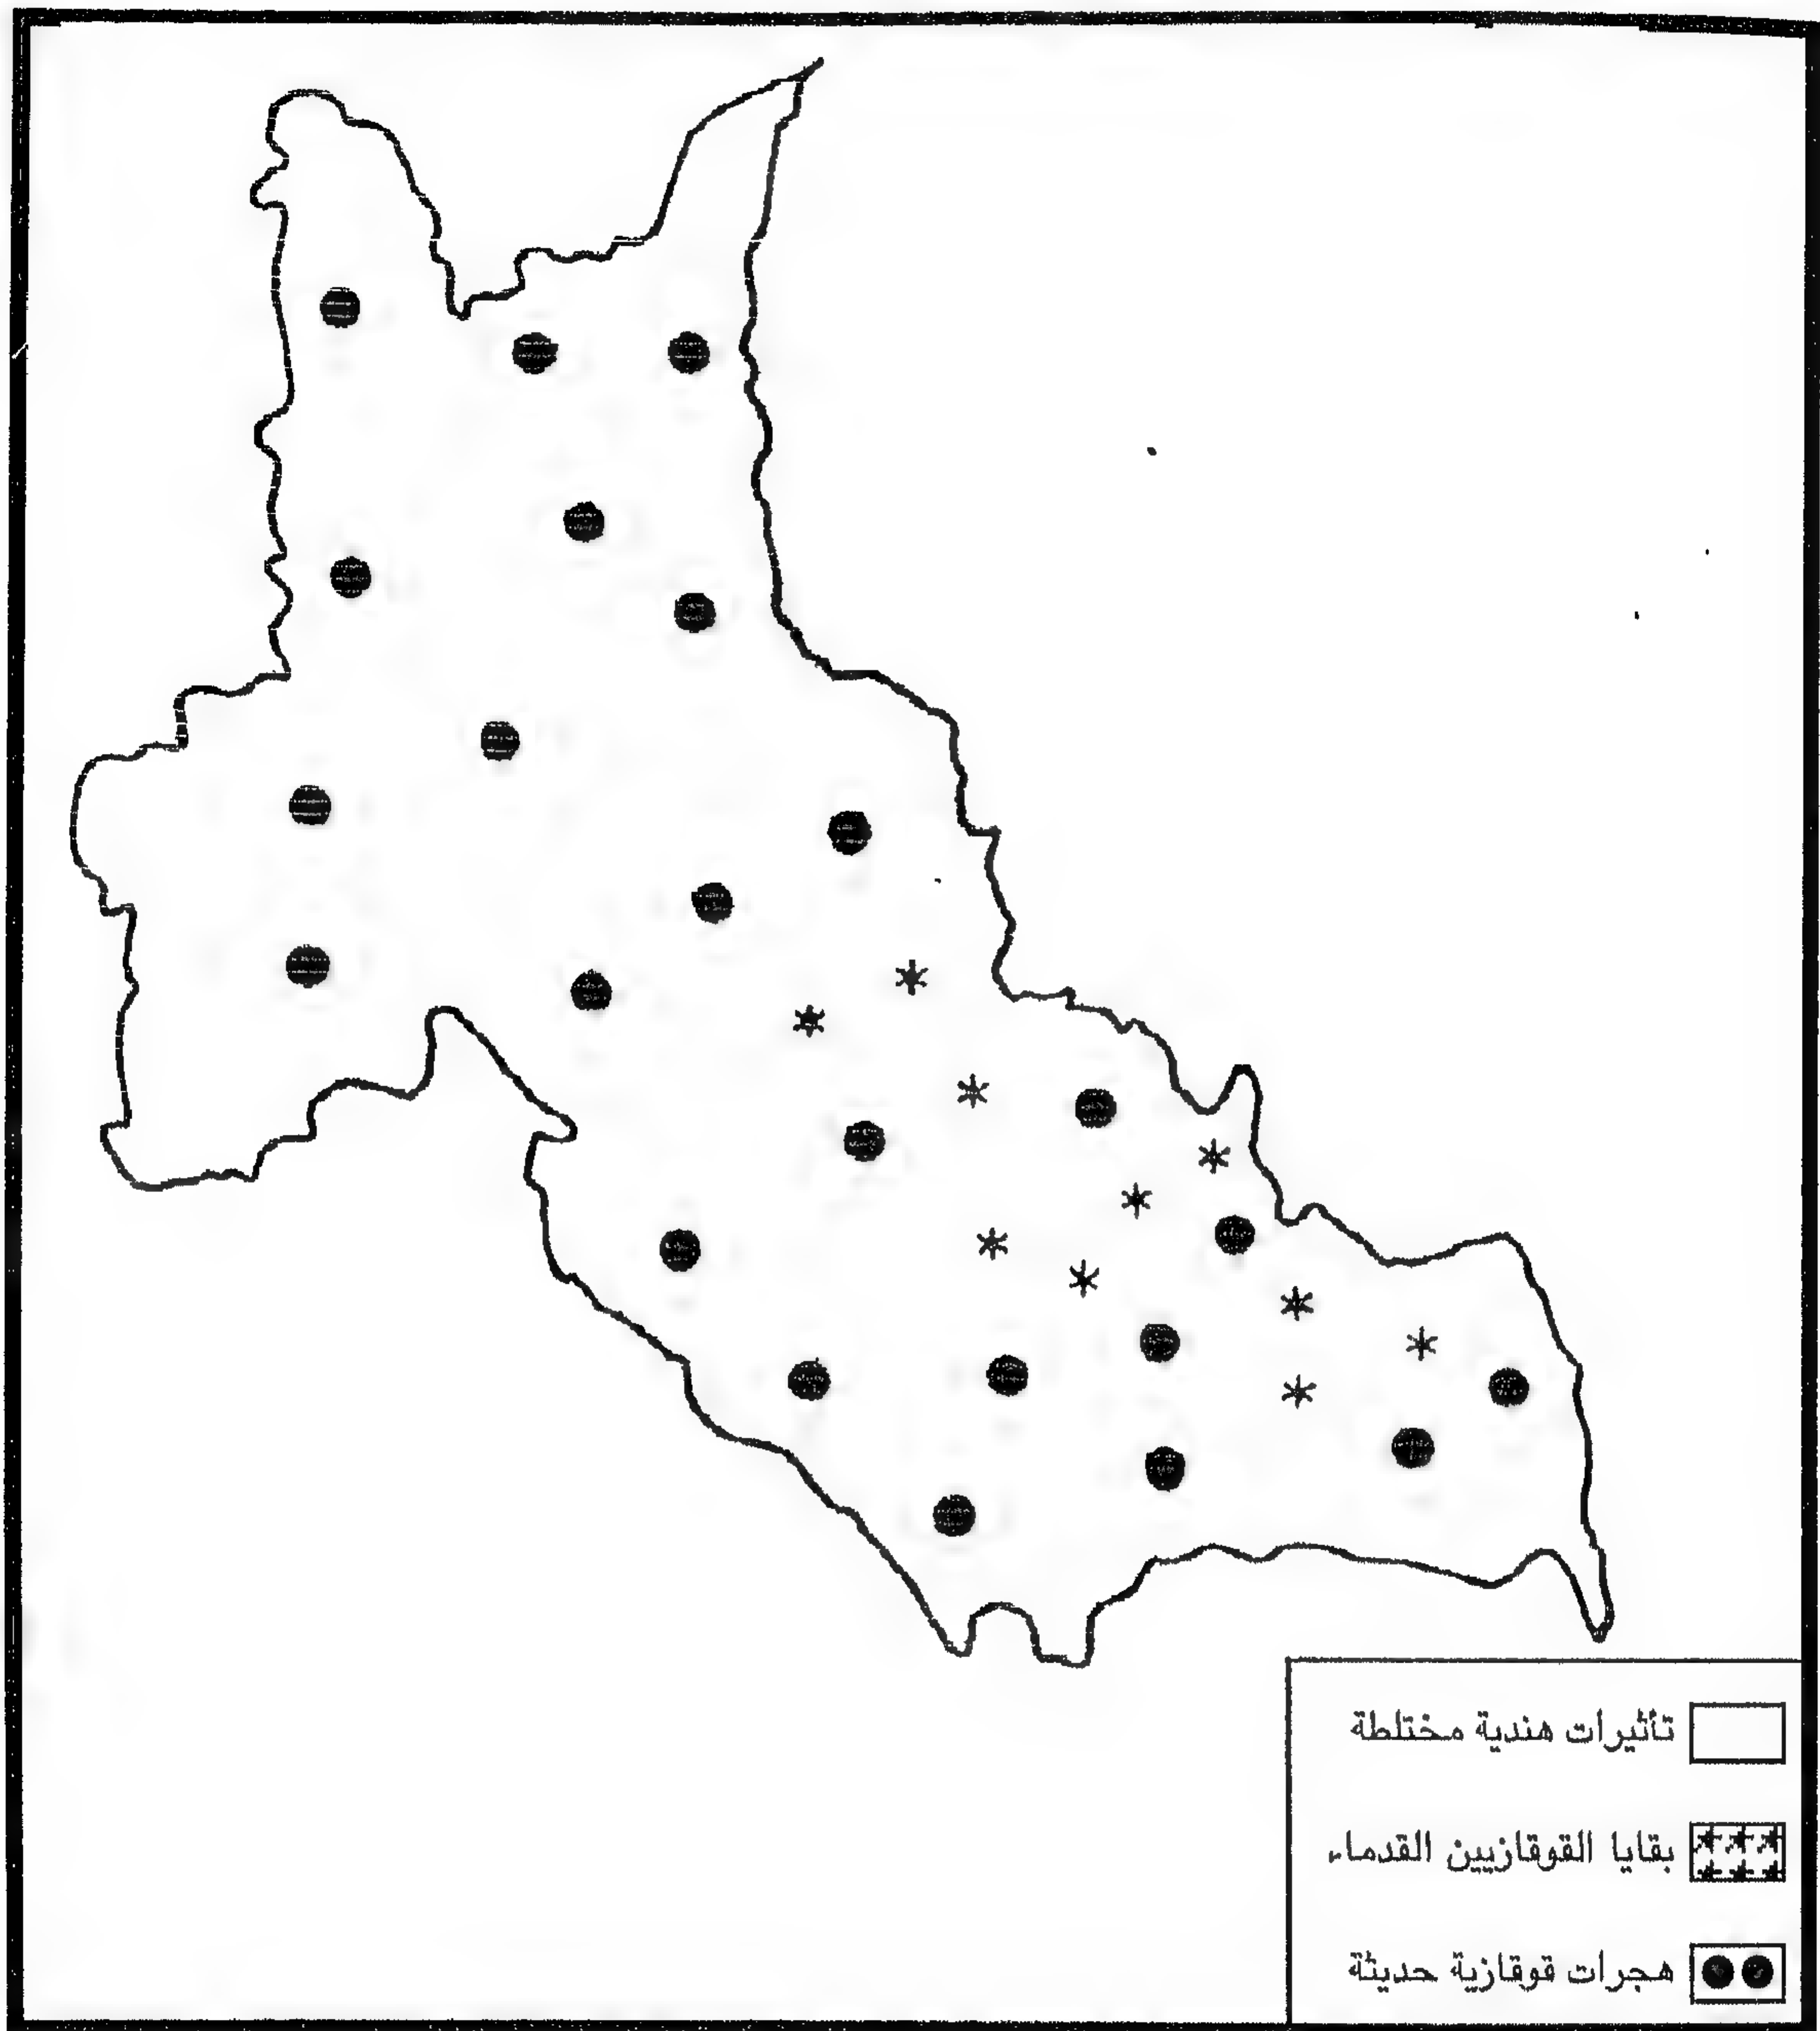 تأثيرات هندية مختلطة
بقايا القوقازيين القدماء
هجرات قوقازية حديثة